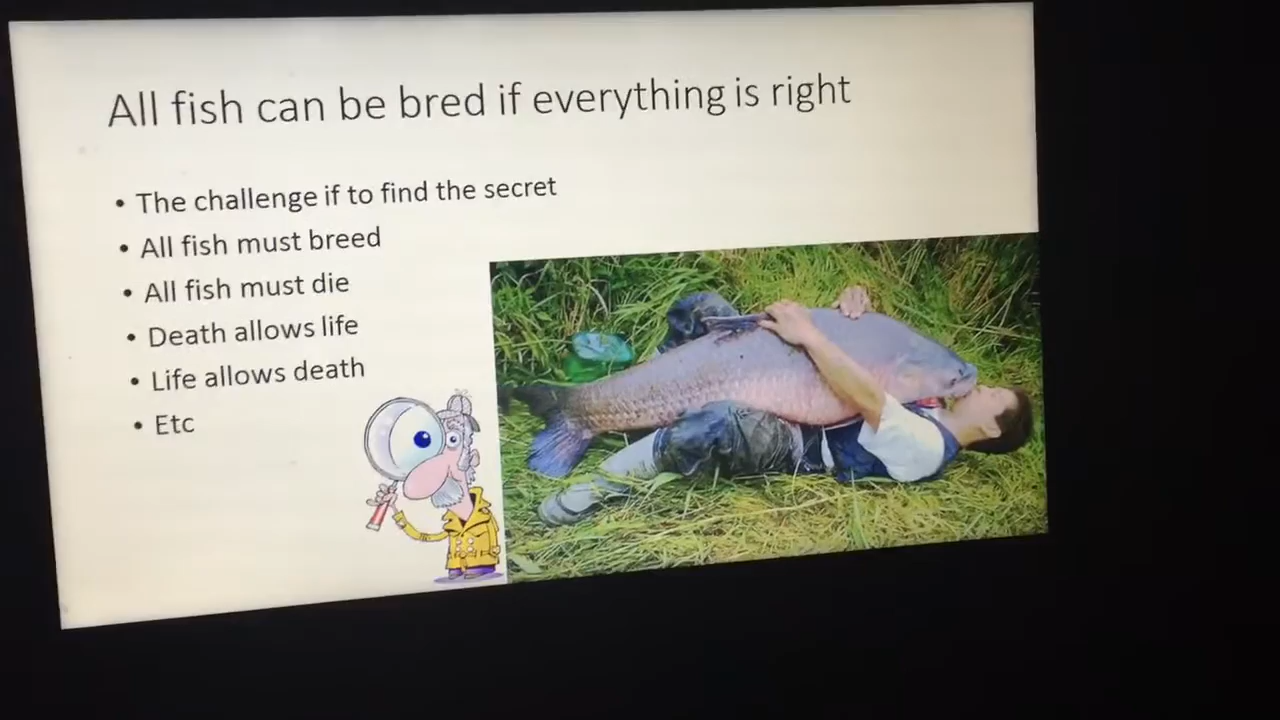 All fish can be bred if everything is right
• The challenge if to find the secret
• All fish must breed
• All fish must die
• Death allows life
• Life allows death
• Etc